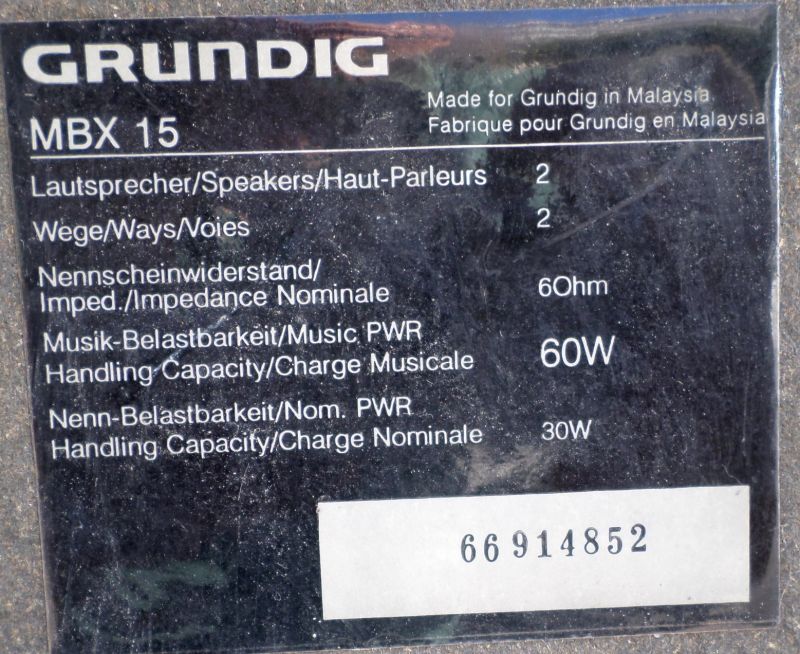 GRUNDIG
Made for Grundig in Malaysia
MBX 15
Fabrique pour Grundig en Malaysia
Lautsprecher/Speakers/Haut-Parleurs 2
Wege/Ways/Voies 2
Nennscheinwiderstand/
Imped./Impedance Nominale 6Ohm
Musik-Belastbarkeit/Music PWR
Handling Capacity/Charge Musicale 60W
Nenn-Belastbarkeit/Nom. PWR
Handling Capacity/Charge Nominale 30W
66914852